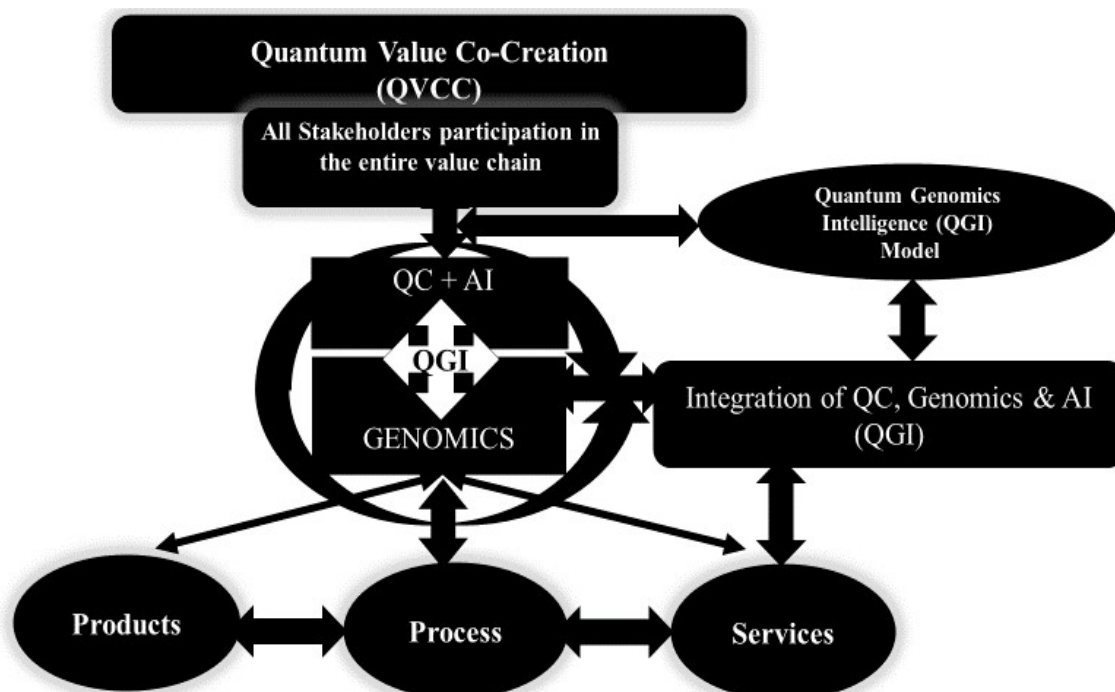 Quantum Value Co-Creation
(QVCC)
All Stakeholders participation in
the entire value chain
Quantum Genomics
Intelligence (QGI)
Model
QC + AI
QGI
GENOMICS
Integration of QC, Genomics & AI
(QGI)
Products
Process
Services